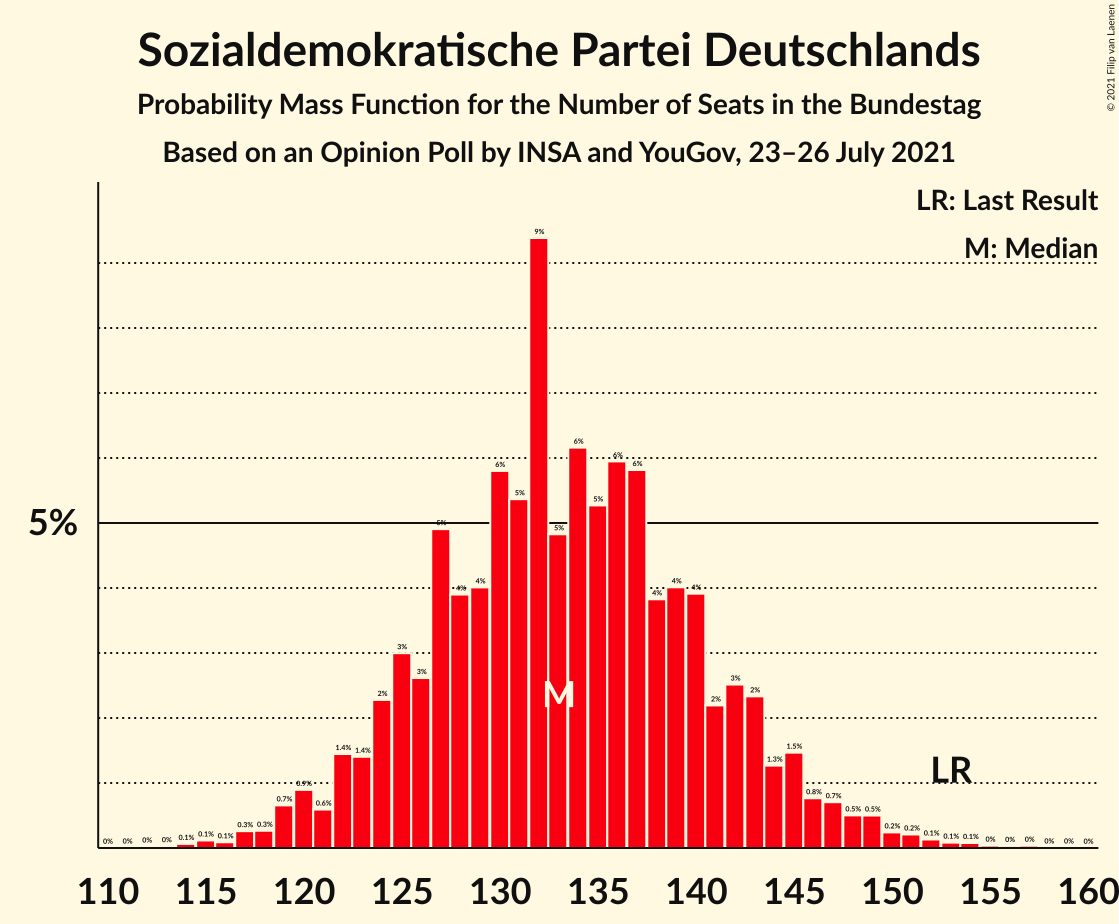 © 2021 Filip van Laenen
Sozialdemokratische Partei Deutschlands
Probability Mass Function for the Number of Seats in the Bundestag
Based on an Opinion Poll by INSA and YouGov, 23–26 July 2021
LR: Last Result
M: Median
5%
0% 0% 0% 0% 0.1% 0.1% 0.1% 0.3% 0.3% 0.7% 0.9% 0.6% 1.4% 1.4% 2% 3% 3% 5% 4% 4% 6% 5% 9% 5% 6% 5% 6% 6% 4% 4% 4% 2% 3% 2% 1.3% 1.5% 0.8% 0.7% 0.5% 0.5% 0.2% 0.2% 0.1% 0.1% 0.1% 0% 0% 0% 0% 0% 0%
M
LR
110 115 120 125 130 135 140 145 150 155 160